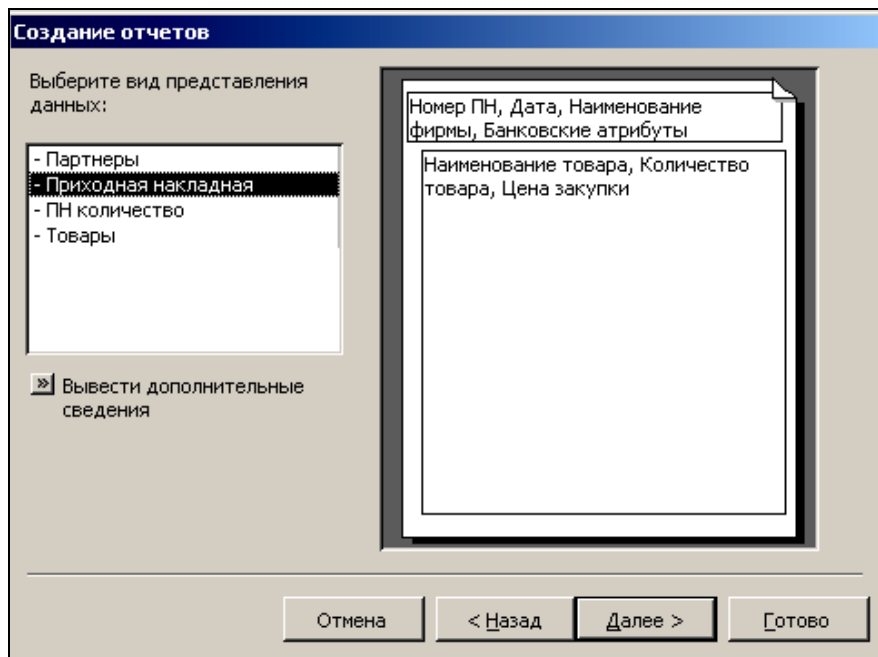 Создание отчетов
Выберите вид представления
данных:
- Партнеры
- Приходная накладная
- ПН количество
- Товары
» Вывести дополнительные
сведения
Номер ПН, Дата, Наименование
фирмы, Банковские атрибуты
Наименование товара, Количество
товара, Цена закупки
Отмена
< Назад
Далее >
Готово